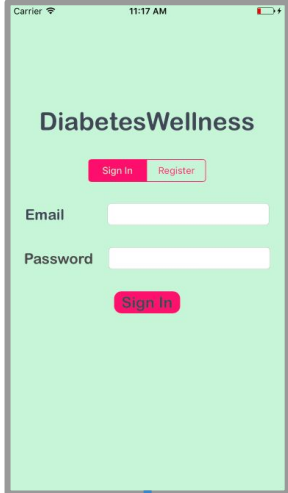 Carrier 11:17 AM
DiabetesWellness
Sign In Register
Email
Password
Sign In